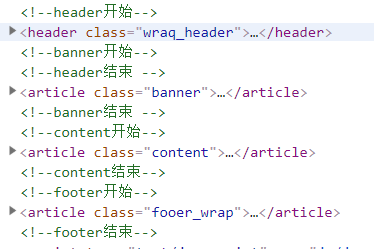 <!--header开始-->
<header class="wraq_header">…</header>
<!--banner开始-->
<!--header结束 -->
<article class="banner">…</article>
<!--banner结束 -->
<!--content开始-->
<article class="content">…</article>
<!--content结束-->
<!--footer开始-->
<article class="fooer_wrap">…</article>
<!--footer结束-->